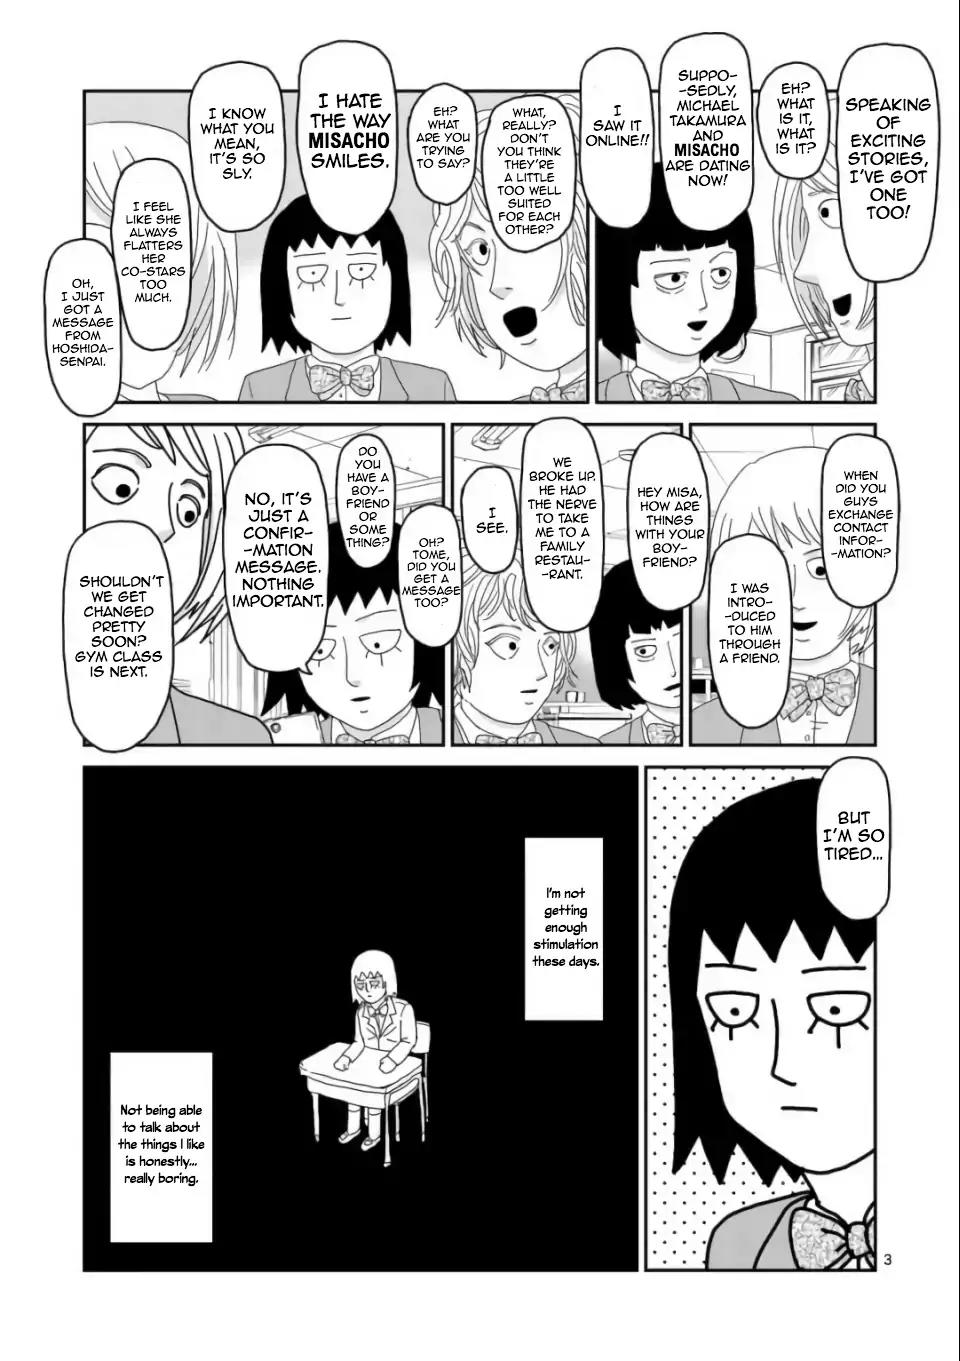 SPEAKING
OF
EXCITING
STORIES,
I'VE GOT
ONE
TOO!
EH?
WHAT
IS IT,
WHAT
IS IT?
SUPPO-
-SEDLY,
MICHAEL
TAKAMURA
AND
MISACHO
ARE DATING
NOW!
I
SAW IT
ONLINE!!
WHAT,
REALLY?
DON'T
YOU THINK
THEY'RE
A LITTLE
TOO WELL
SUITED
FOR EACH
OTHER?
EH?
WHAT
ARE YOU
TRYING
TO SAY?
I HATE
THE WAY
MISACHO
SMILES.
I KNOW
WHAT YOU
MEAN,
IT'S SO
SLY.
I FEEL
LIKE SHE
ALWAYS
FLATTERS
HER
CO-STARS
TOO
MUCH.
OH,
I JUST
GOT A
MESSAGE
FROM
HOSHIDA-
SENPAI.
WHEN
DID YOU
GUYS
EXCHANGE
CONTACT
INFOR-
-MATION?
I WAS
INTRO-
-DUCED
TO HIM
THROUGH
A FRIEND.
HEY MISA,
HOW ARE
THINGS
WITH YOUR
BOY-
FRIEND?
WE
BROKE UP.
HE HAD
THE NERVE
TO TAKE
ME TO A
FAMILY
RESTAU-
-RANT.
I
SEE.
OH?
TOME,
DID YOU
GET A
MESSAGE
TOO?
DO
YOU
HAVE A
BOY-
FRIEND
OR
SOME
THING?
NO, IT'S
JUST A
CONFIR-
-MATION
MESSAGE.
NOTHING
IMPORTANT.
SHOULDN'T
WE GET
CHANGED
PRETTY
SOON?
GYM CLASS
IS NEXT.
BUT
I'M SO
TIRED...
I'm not
getting
enough
stimulation
these days.
Not being able
to talk about
the things I like
is honestly...
really boring.
3